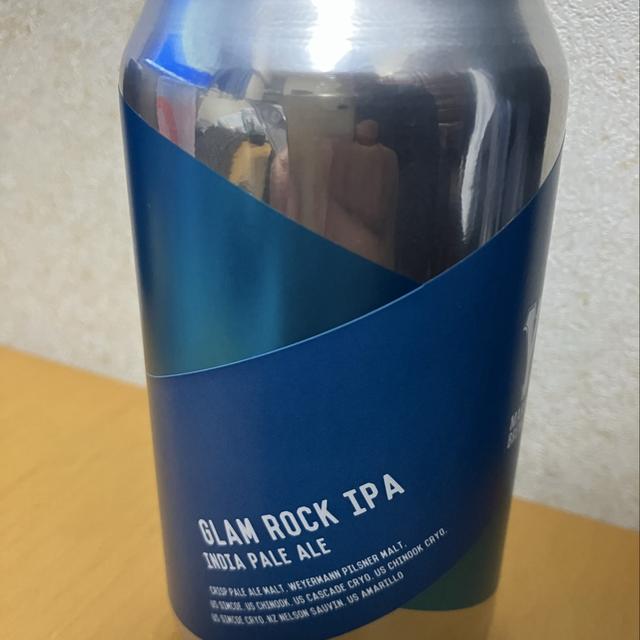 GLAM ROCK IPA
INDIA PALE ALE
CRISP PALE ALE MALT. WEYERMANN PILSNER MALT.
US SIMCOE. US CHINOOK. US CASCADE CRYO. US CHINOOK CRYO.
US SIMCOE CRYO. NZ NELSON SAUVIN. US AMARILLO